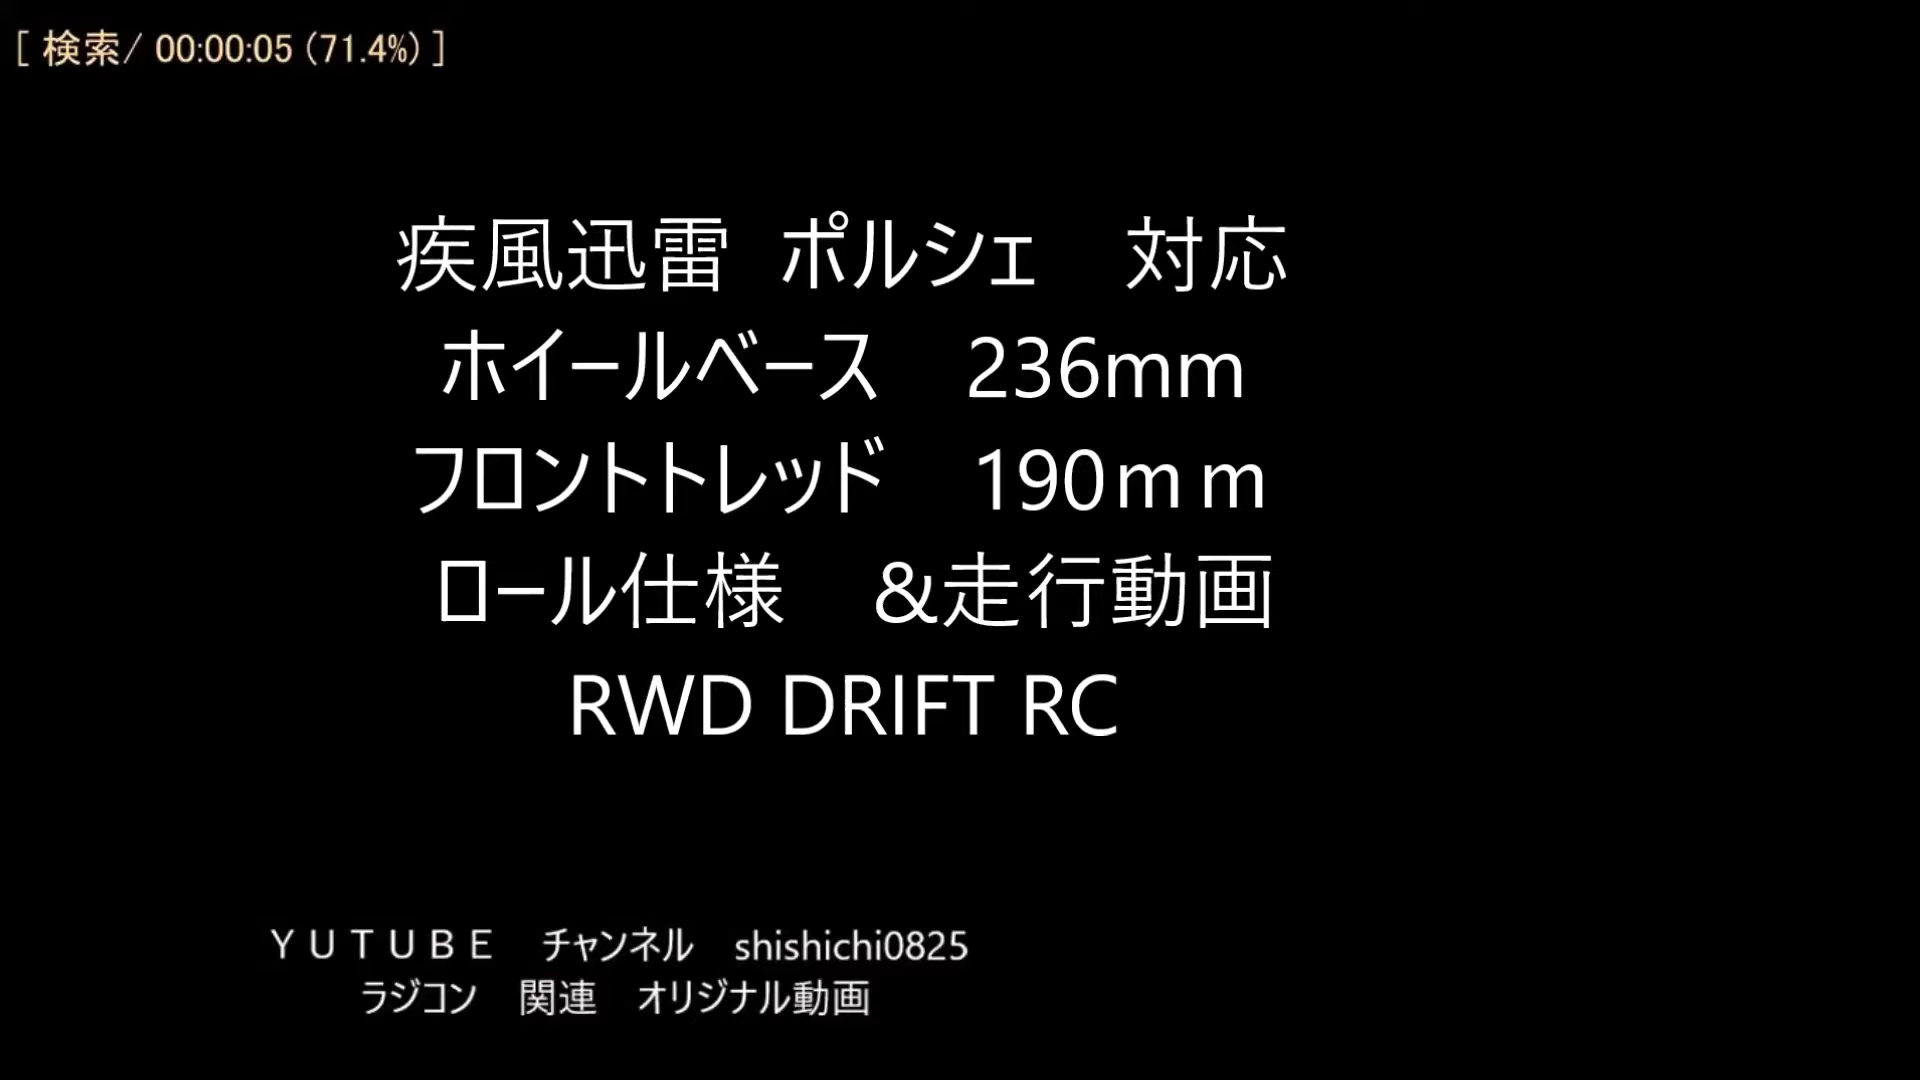 [ 検索/ 00:00:05 (71.4%) ]
疾風迅雷　ポルシェ　対応
ホイールベース　236mm
フロントトレッド　190ｍｍ
ロール仕様　&走行動画
RWD DRIFT RC
ＹＵＴＵＢＥ　チャンネル　shishichi0825
ラジコン　関連　オリジナル動画